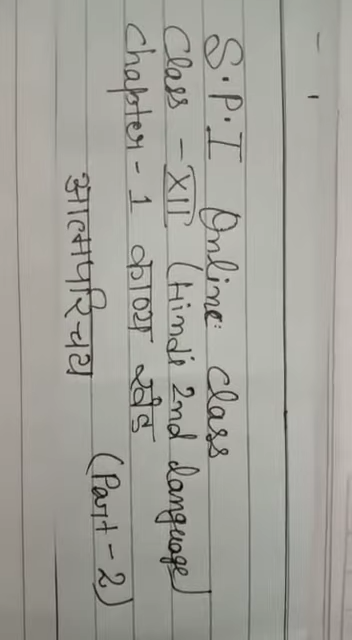 S.P.I Online: class
Class - XII (Hindi 2nd language)
Chapter - 1 काव्य खंड
आत्मपरिचय
(Part - 2)